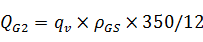 Q_{G2} = q_v × ρ_{GS} × 350/12